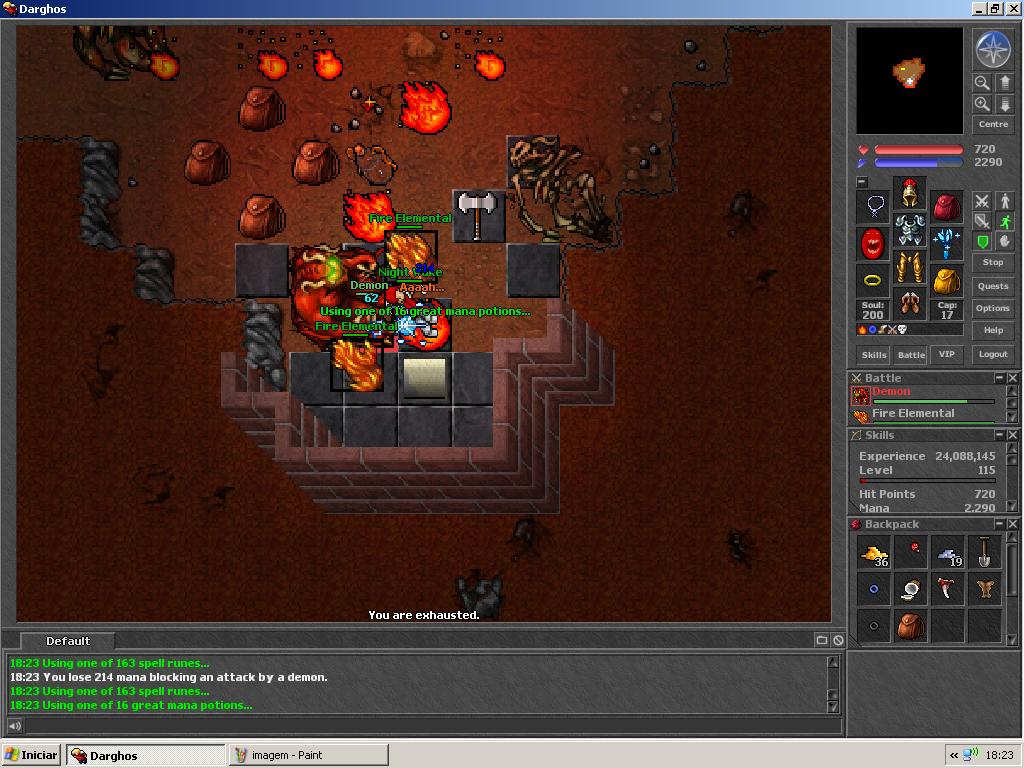 Darghos
Centre
720
2290
Fire Elemental
Demon
Aaaah...
62
Using one of 16 great mana potions...
Fire Elemental
Soul:
200
Cap:
17
Stop
Quests
Options
Help
Skills
Battle
VIP
Logout
Battle
Demon
Fire Elemental
Skills
Experience 24,088,145
Level 115
Hit Points 720
Mana 2,290
Backpack
36
19
You are exhausted.
Default
18:23 Using one of 163 spell runes...
18:23 You lose 214 mana blocking an attack by a demon.
18:23 Using one of 163 spell runes...
18:23 Using one of 16 great mana potions...
Iniciar
Darghos
imagem - Paint
18:23